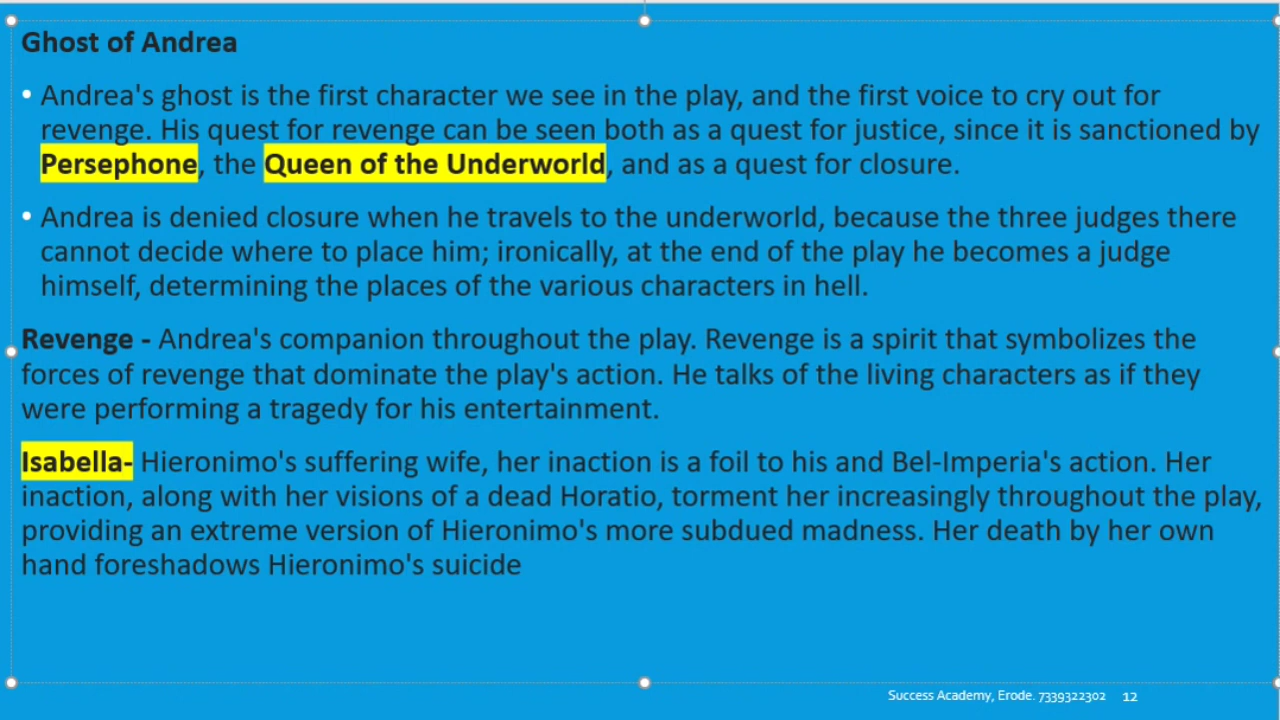 Ghost of Andrea
• Andrea's ghost is the first character we see in the play, and the first voice to cry out for
revenge. His quest for revenge can be seen both as a quest for justice, since it is sanctioned by
Persephone, the Queen of the Underworld, and as a quest for closure.
• Andrea is denied closure when he travels to the underworld, because the three judges there
cannot decide where to place him; ironically, at the end of the play he becomes a judge
himself, determining the places of the various characters in hell.
Revenge - Andrea's companion throughout the play. Revenge is a spirit that symbolizes the
forces of revenge that dominate the play's action. He talks of the living characters as if they
were performing a tragedy for his entertainment.
Isabella- Hieronimo's suffering wife, her inaction is a foil to his and Bel-Imperia's action. Her
inaction, along with her visions of a dead Horatio, torment her increasingly throughout the play,
providing an extreme version of Hieronimo's more subdued madness. Her death by her own
hand foreshadows Hieronimo's suicide
Success Academy, Erode. 7339322302 12